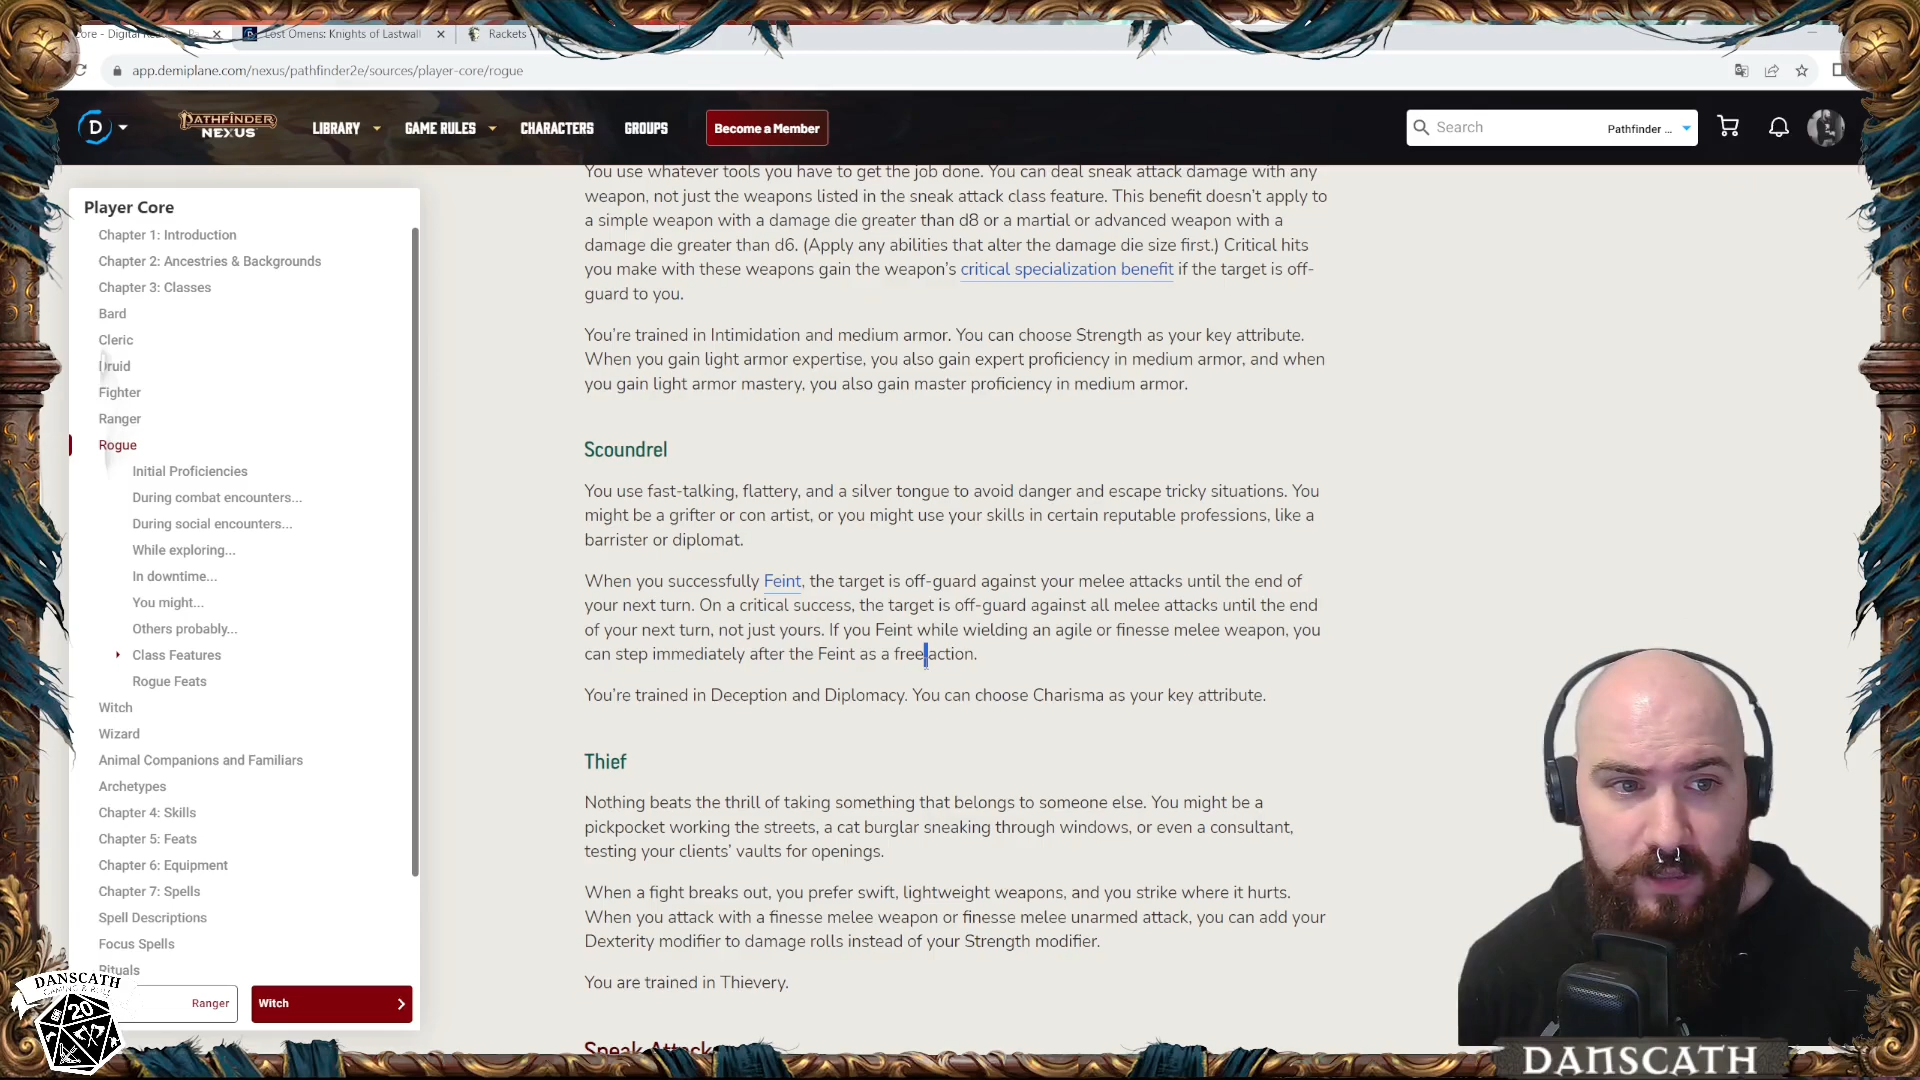 Core - Digital Rea
Lost Omens: Knights of Lastwall
Rackets -
app.demiplane.com/nexus/pathfinder2e/sources/player-core/rogue
D
PATHFINDER
NEXUS
LIBRARY
GAME RULES
CHARACTERS
GROUPS
Become a Member
Search
Pathfinder ...
Player Core
Chapter 1: Introduction
Chapter 2: Ancestries & Backgrounds
Chapter 3: Classes
Bard
Cleric
Druid
Fighter
Ranger
Rogue
Initial Proficiencies
During combat encounters...
During social encounters...
While exploring...
In downtime...
You might...
Others probably...
Class Features
Rogue Feats
Witch
Wizard
Animal Companions and Familiars
Archetypes
Chapter 4: Skills
Chapter 5: Feats
Chapter 6: Equipment
Chapter 7: Spells
Spell Descriptions
Focus Spells
Rituals
Ranger
Witch
You use whatever tools you have to get the job done. You can deal sneak attack damage with any
weapon, not just the weapons listed in the sneak attack class feature. This benefit doesn't apply to
a simple weapon with a damage die greater than d8 or a martial or advanced weapon with a
damage die greater than d6. (Apply any abilities that alter the damage die size first.) Critical hits
you make with these weapons gain the weapon's critical specialization benefit if the target is off-
guard to you.
You're trained in Intimidation and medium armor. You can choose Strength as your key attribute.
When you gain light armor expertise, you also gain expert proficiency in medium armor, and when
you gain light armor mastery, you also gain master proficiency in medium armor.
Scoundrel
You use fast-talking, flattery, and a silver tongue to avoid danger and escape tricky situations. You
might be a grifter or con artist, or you might use your skills in certain reputable professions, like a
barrister or diplomat.
When you successfully Feint, the target is off-guard against your melee attacks until the end of
your next turn. On a critical success, the target is off-guard against all melee attacks until the end
of your next turn, not just yours. If you Feint while wielding an agile or finesse melee weapon, you
can step immediately after the Feint as a free action.
You're trained in Deception and Diplomacy. You can choose Charisma as your key attribute.
Thief
Nothing beats the thrill of taking something that belongs to someone else. You might be a
pickpocket working the streets, a cat burglar sneaking through windows, or even a consultant,
testing your clients' vaults for openings.
When a fight breaks out, you prefer swift, lightweight weapons, and you strike where it hurts.
When you attack with a finesse melee weapon or finesse melee unarmed attack, you can add your
Dexterity modifier to damage rolls instead of your Strength modifier.
You are trained in Thievery.
Sneak Attack
DANSCATH
20
DANSCATH